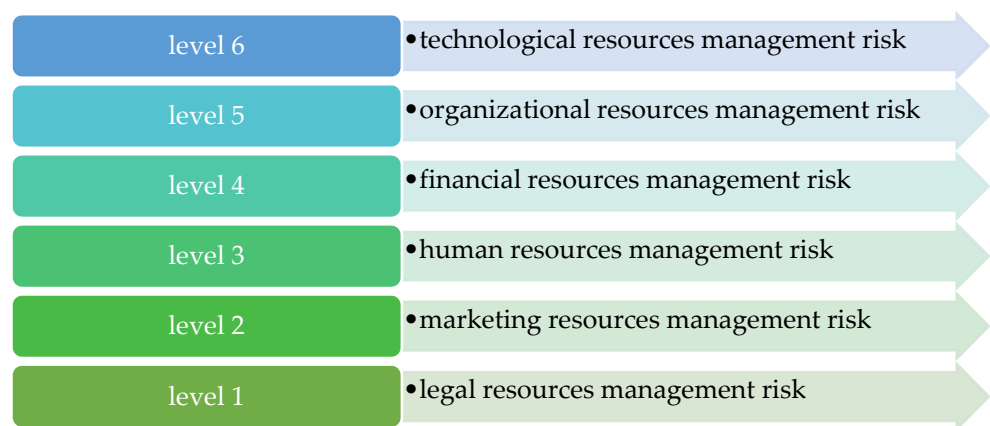 level 6
•technological resources management risk
level 5
•organizational resources management risk
level 4
•financial resources management risk
level 3
•human resources management risk
level 2
•marketing resources management risk
level 1
•legal resources management risk